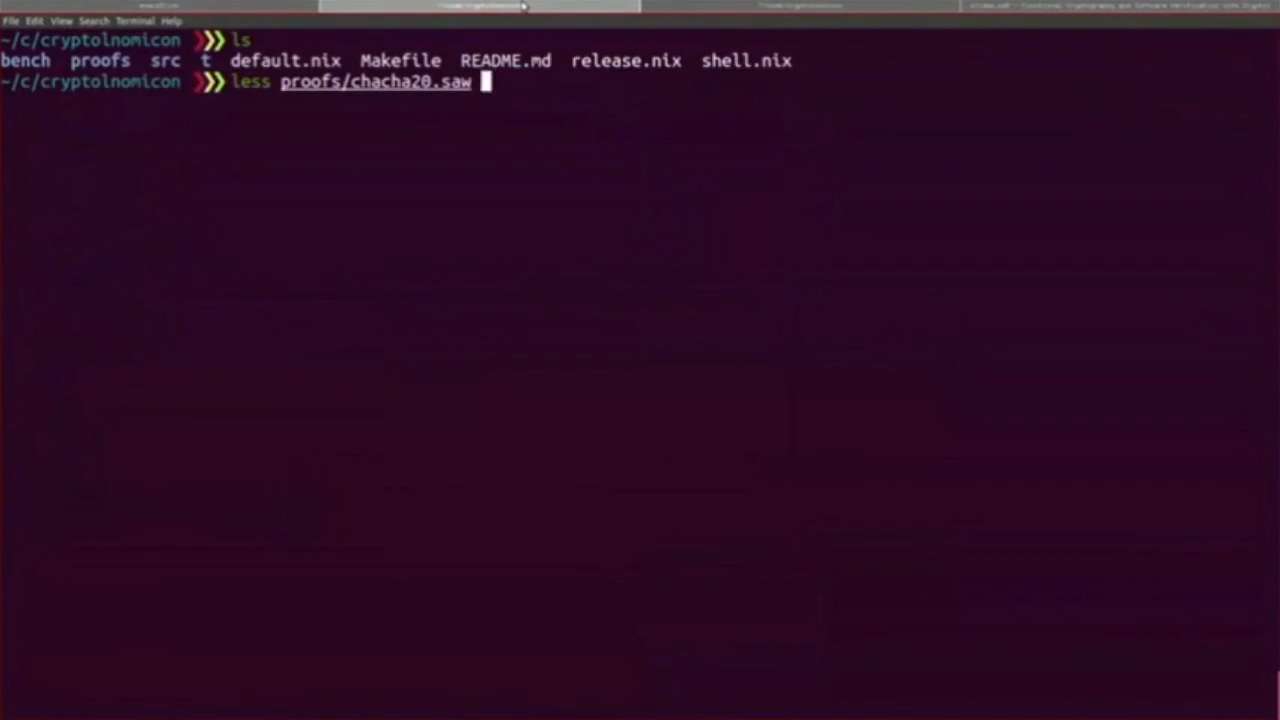 File Edit View Search Terminal Help
~/c/cryptolnomicon ❯❯❯ ls
bench proofs src t default.nix Makefile README.md release.nix shell.nix
~/c/cryptolnomicon ❯❯❯ less proofs/chacha20.saw